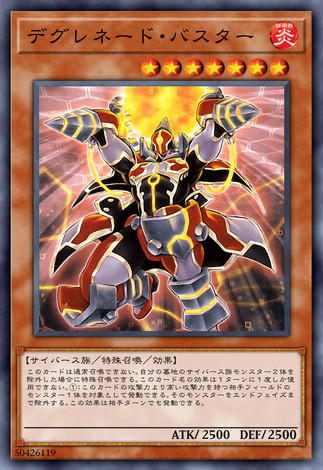 デグレネード・バスター
炎
【サイバース族／特殊召喚／効果】
このカードは通常召喚できない。自分の墓地のサイバース族モンスター２体を
除外した場合に特殊召喚できる。このカード名の効果は１ターンに１度しか使
用できない。①：このカードの攻撃力より高い攻撃力を持つ相手フィールドの
モンスター１体を対象として発動できる。そのモンスターをエンドフェイズま
で除外する。この効果は相手ターンでも発動できる。
ATK/ 2500 DEF/ 2500
S0426119